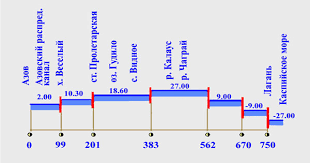 Азов
Азовский распред.
канал
х. Веселый
ст. Пролетарская
оз. Гудило
с. Видное
р. Калаус
р. Чаграй
Лагань
Каспийское море
2.00
10.30
18.60
27.00
9.00
-9.00
-27.00
0
99
201
383
562
670
750